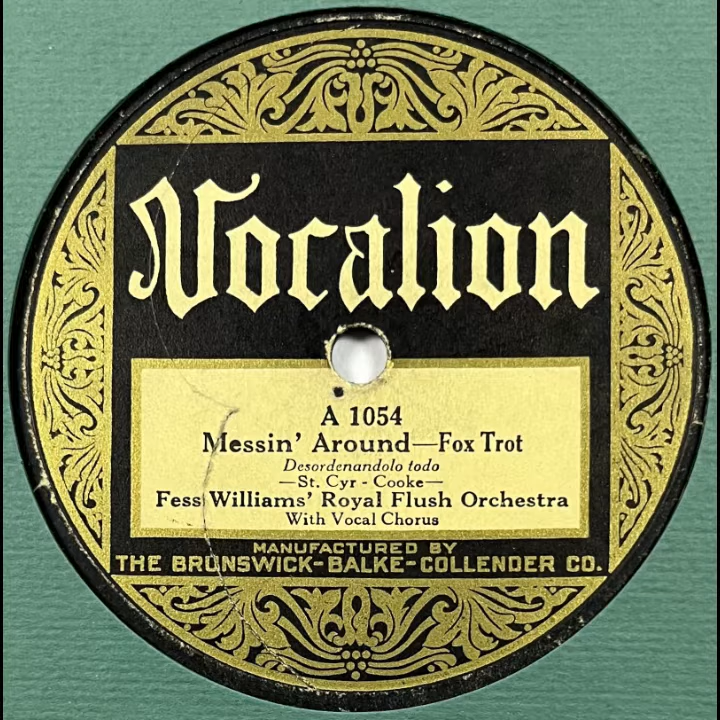 Vocalion
A 1054
Messin' Around—Fox Trot
Desordenandolo todo
—St. Cyr - Cooke—
Fess Williams' Royal Flush Orchestra
With Vocal Chorus
MANUFACTURED BY
THE BRUNSWICK-BALKE-COLLENDER CO.